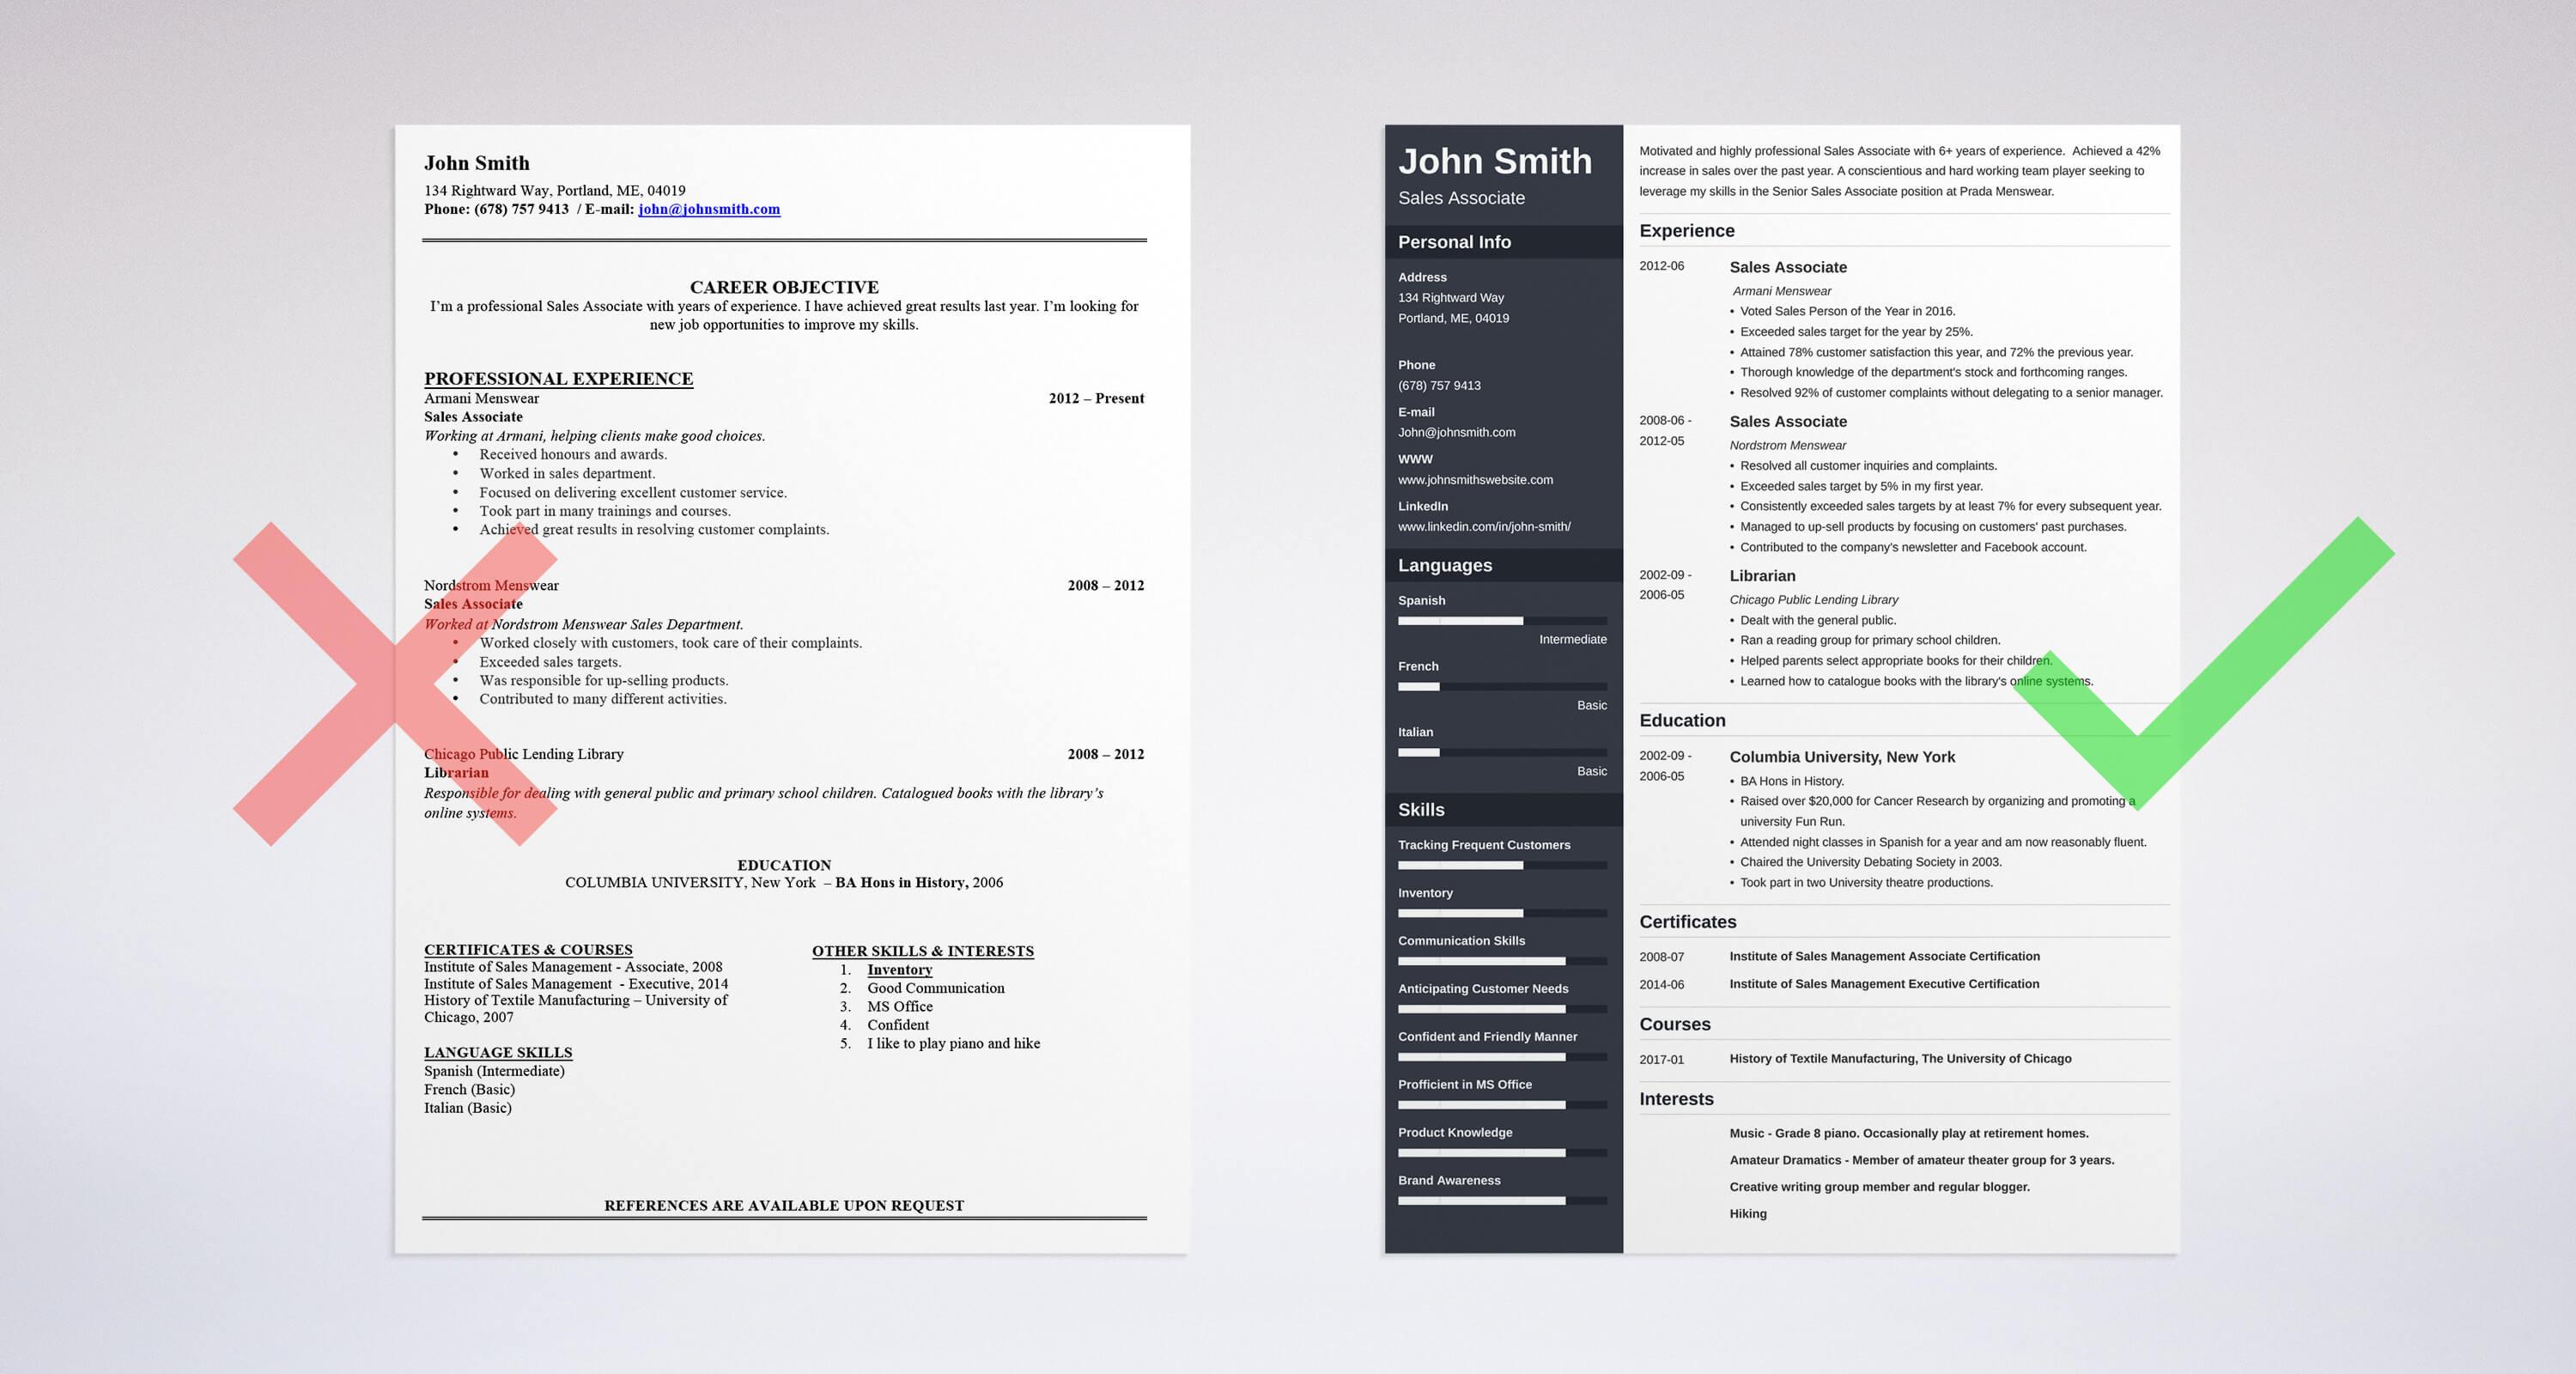 John Smith
134 Rightward Way, Portland, ME, 04019
Phone: (678) 757 9413  / E-mail: john@johnsmith.com
CAREER OBJECTIVE
I'm a professional Sales Associate with years of experience. I have achieved great results last year. I'm looking for
new job opportunities to improve my skills.
PROFESSIONAL EXPERIENCE
Armani Menswear 2012 – Present
Sales Associate
Working at Armani, helping clients make good choices.
• Received honours and awards.
• Worked in sales department.
• Focused on delivering excellent customer service.
• Took part in many trainings and courses.
• Achieved great results in resolving customer complaints.
Nordstrom Menswear 2008 – 2012
Sales Associate
Worked at Nordstrom Menswear Sales Department.
• Worked closely with customers, took care of their complaints.
• Exceeded sales targets.
• Was responsible for up-selling products.
• Contributed to many different activities.
Chicago Public Lending Library 2008 – 2012
Librarian
Responsible for dealing with general public and primary school children. Catalogued books with the library's
online systems.
EDUCATION
COLUMBIA UNIVERSITY, New York – BA Hons in History, 2006
CERTIFICATES & COURSES
Institute of Sales Management - Associate, 2008
Institute of Sales Management  - Executive, 2014
History of Textile Manufacturing – University of
Chicago, 2007
LANGUAGE SKILLS
Spanish (Intermediate)
French (Basic)
Italian (Basic)
OTHER SKILLS & INTERESTS
1. Inventory
2. Good Communication
3. MS Office
4. Confident
5. I like to play piano and hike
REFERENCES ARE AVAILABLE UPON REQUEST
John Smith
Sales Associate
Personal Info
Address
134 Rightward Way
Portland, ME, 04019
Phone
(678) 757 9413
E-mail
John@johnsmith.com
WWW
www.johnsmithswebsite.com
LinkedIn
www.linkedin.com/in/john-smith/
Languages
Spanish
Intermediate
French
Basic
Italian
Basic
Skills
Tracking Frequent Customers
Inventory
Communication Skills
Anticipating Customer Needs
Confident and Friendly Manner
Profficient in MS Office
Product Knowledge
Brand Awareness
Motivated and highly professional Sales Associate with 6+ years of experience.  Achieved a 42%
increase in sales over the past year. A conscientious and hard working team player seeking to
leverage my skills in the Senior Sales Associate position at Prada Menswear.
Experience
2012-06 Sales Associate
Armani Menswear
• Voted Sales Person of the Year in 2016.
• Exceeded sales target for the year by 25%.
• Attained 78% customer satisfaction this year, and 72% the previous year.
• Thorough knowledge of the department's stock and forthcoming ranges.
• Resolved 92% of customer complaints without delegating to a senior manager.
2008-06 - Sales Associate
2012-05
Nordstrom Menswear
• Resolved all customer inquiries and complaints.
• Exceeded sales target by 5% in my first year.
• Consistently exceeded sales targets by at least 7% for every subsequent year.
• Managed to up-sell products by focusing on customers' past purchases.
• Contributed to the company's newsletter and Facebook account.
2002-09 - Librarian
2006-05
Chicago Public Lending Library
• Dealt with the general public.
• Ran a reading group for primary school children.
• Helped parents select appropriate books for their children.
• Learned how to catalogue books with the library's online systems.
Education
2002-09 - Columbia University, New York
2006-05
• BA Hons in History.
• Raised over $20,000 for Cancer Research by organizing and promoting a
university Fun Run.
• Attended night classes in Spanish for a year and am now reasonably fluent.
• Chaired the University Debating Society in 2003.
• Took part in two University theatre productions.
Certificates
2008-07 Institute of Sales Management Associate Certification
2014-06 Institute of Sales Management Executive Certification
Courses
2017-01 History of Textile Manufacturing, The University of Chicago
Interests
Music - Grade 8 piano. Occasionally play at retirement homes.
Amateur Dramatics - Member of amateur theater group for 3 years.
Creative writing group member and regular blogger.
Hiking